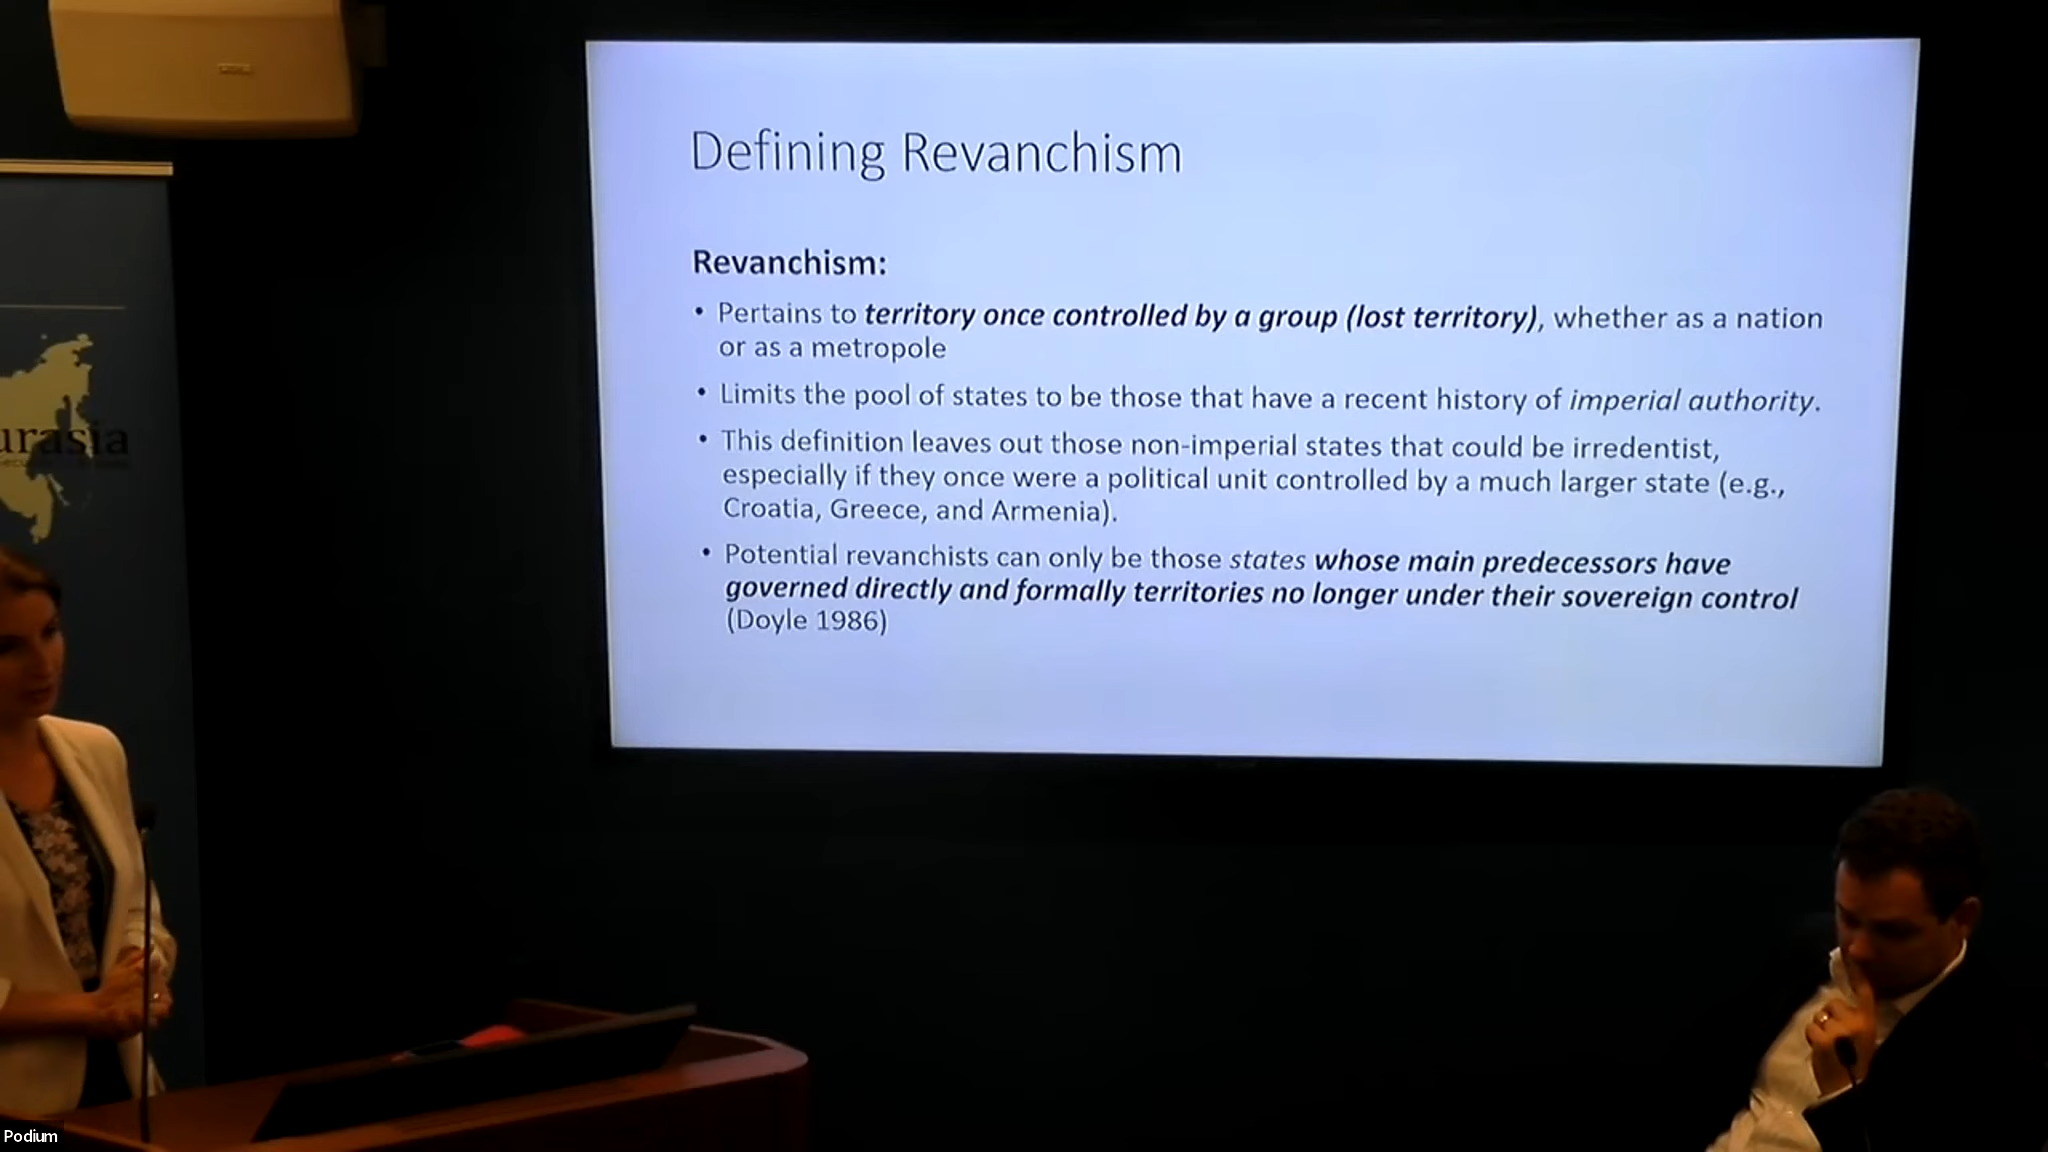 Defining Revanchism
Revanchism:
• Pertains to territory once controlled by a group (lost territory), whether as a nation
or as a metropole
• Limits the pool of states to be those that have a recent history of imperial authority.
• This definition leaves out those non-imperial states that could be irredentist,
especially if they once were a political unit controlled by a much larger state (e.g.,
Croatia, Greece, and Armenia).
• Potential revanchists can only be those states whose main predecessors have
governed directly and formally territories no longer under their sovereign control
(Doyle 1986)
urasia
Podium